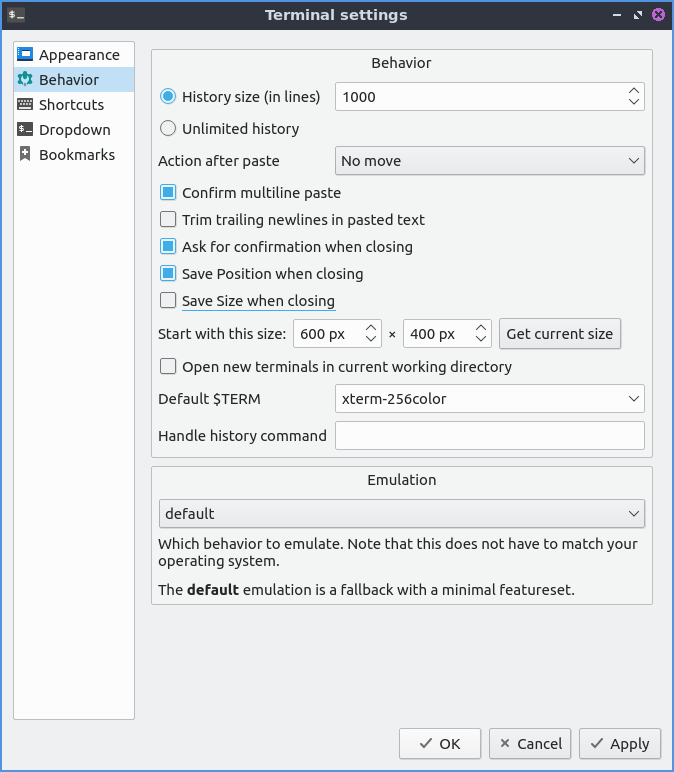 Terminal settings
Appearance
Behavior
Shortcuts
Dropdown
Bookmarks
Behavior
History size (in lines) 1000
Unlimited history
Action after paste No move
Confirm multiline paste
Trim trailing newlines in pasted text
Ask for confirmation when closing
Save Position when closing
Save Size when closing
Start with this size: 600 px × 400 px Get current size
Open new terminals in current working directory
Default $TERM xterm-256color
Handle history command
Emulation
default
Which behavior to emulate. Note that this does not have to match your
operating system.
The default emulation is a fallback with a minimal featureset.
OK Cancel Apply